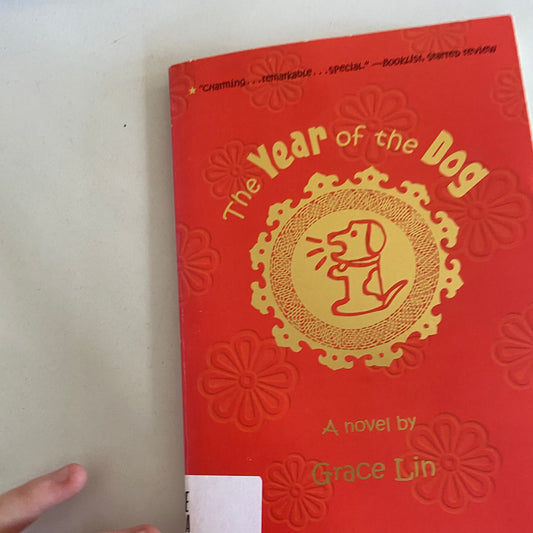 "Charming...remarkable...special." —Booklist, starred review
The Year of the Dog
A novel by
Grace Lin